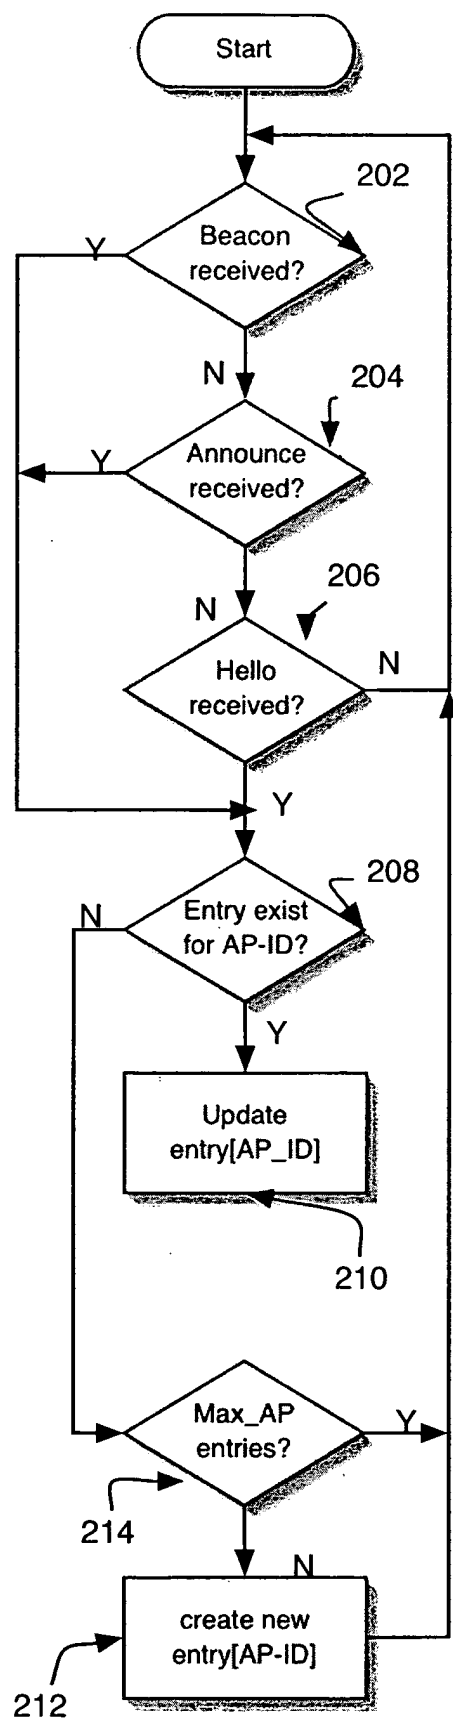 Start
202
Beacon
received?
Y
N
204
Announce
received?
Y
N
206
Hello
received?
N
Y
208
Entry exist
for AP-ID?
N
Y
Update
entry[AP_ID]
210
Max_AP
entries?
Y
214
N
create new
entry[AP-ID]
212